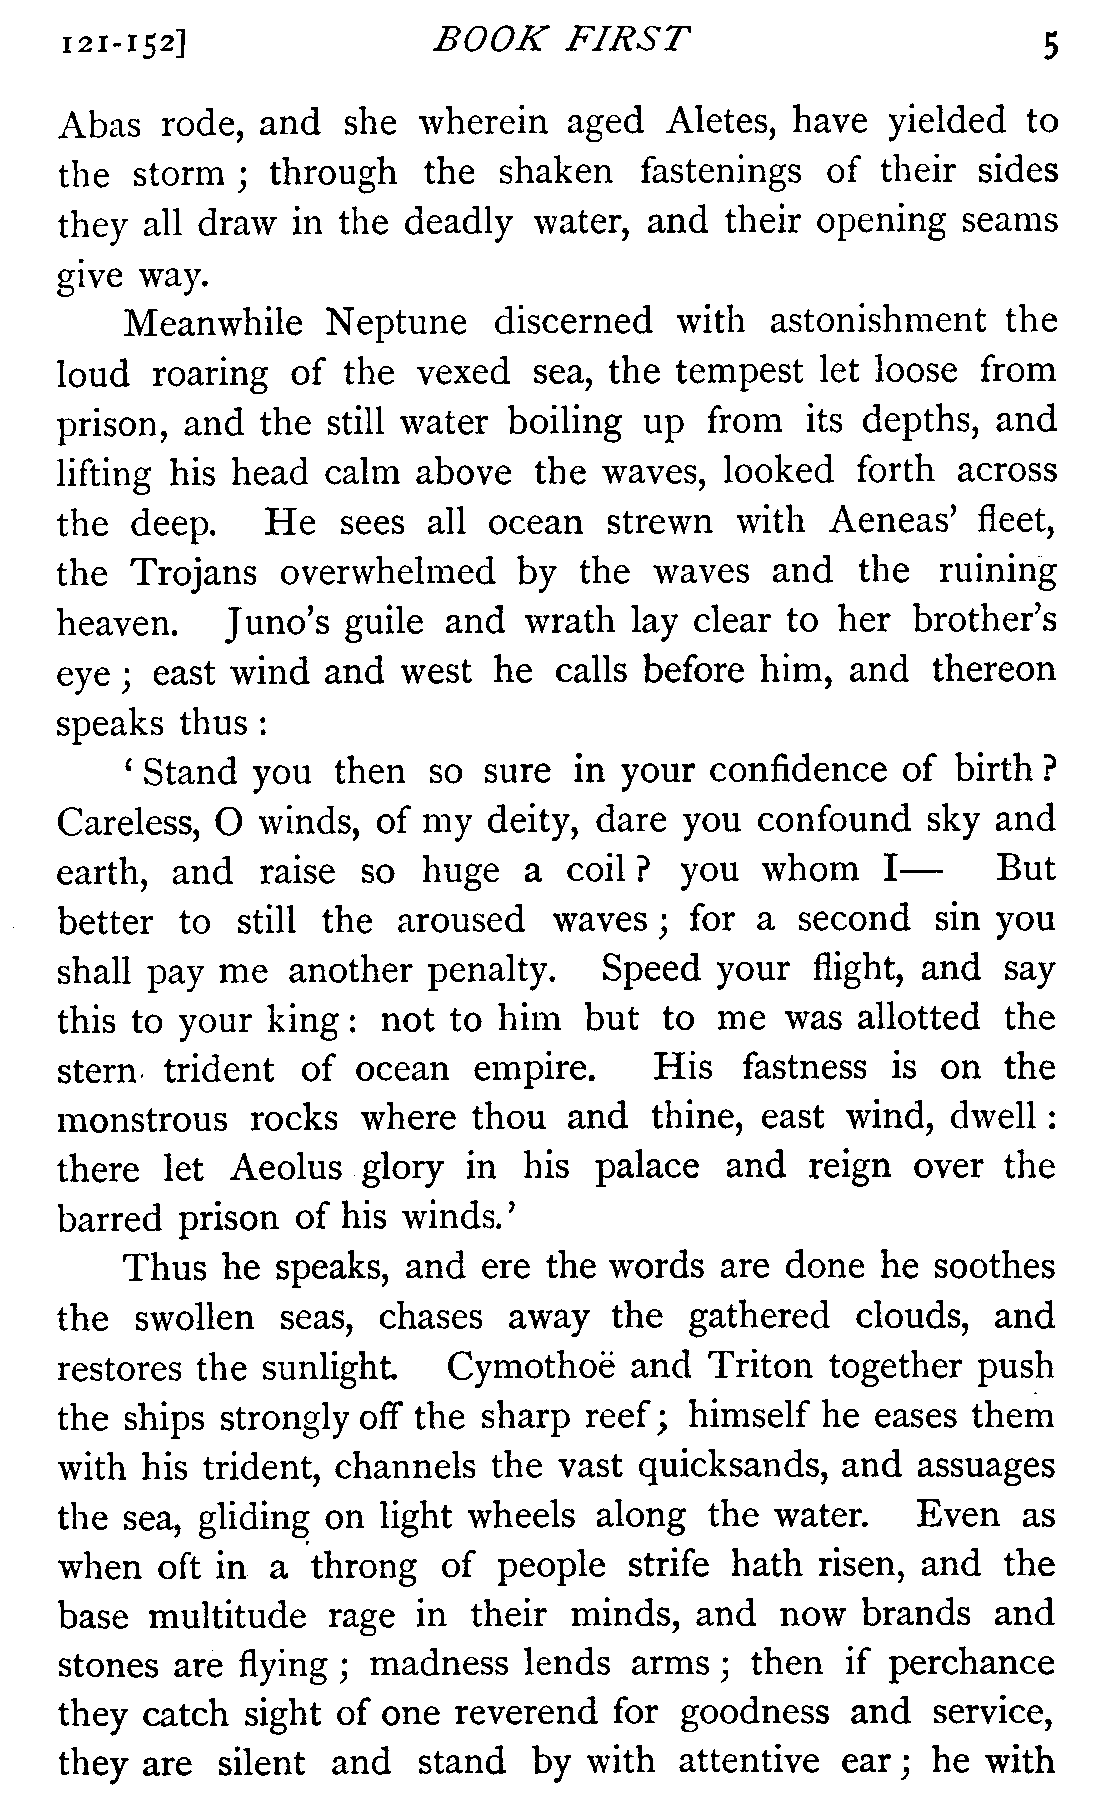 121-152] BOOK FIRST 5
Abas rode, and she wherein aged Aletes, have yielded to
the storm ; through the shaken fastenings of their sides
they all draw in the deadly water, and their opening seams
give way.
Meanwhile Neptune discerned with astonishment the
loud roaring of the vexed sea, the tempest let loose from
prison, and the still water boiling up from its depths, and
lifting his head calm above the waves, looked forth across
the deep. He sees all ocean strewn with Aeneas’ fleet,
the Trojans overwhelmed by the waves and the ruining
heaven. Juno’s guile and wrath lay clear to her brother’s
eye ; east wind and west he calls before him, and thereon
speaks thus :
‘ Stand you then so sure in your confidence of birth ?
Careless, O winds, of my deity, dare you confound sky and
earth, and raise so huge a coil ? you whom I— But
better to still the aroused waves ; for a second sin you
shall pay me another penalty. Speed your flight, and say
this to your king : not to him but to me was allotted the
stern trident of ocean empire. His fastness is on the
monstrous rocks where thou and thine, east wind, dwell :
there let Aeolus glory in his palace and reign over the
barred prison of his winds.’
Thus he speaks, and ere the words are done he soothes
the swollen seas, chases away the gathered clouds, and
restores the sunlight. Cymothoë and Triton together push
the ships strongly off the sharp reef ; himself he eases them
with his trident, channels the vast quicksands, and assuages
the sea, gliding on light wheels along the water. Even as
when oft in a throng of people strife hath risen, and the
base multitude rage in their minds, and now brands and
stones are flying ; madness lends arms ; then if perchance
they catch sight of one reverend for goodness and service,
they are silent and stand by with attentive ear ; he with